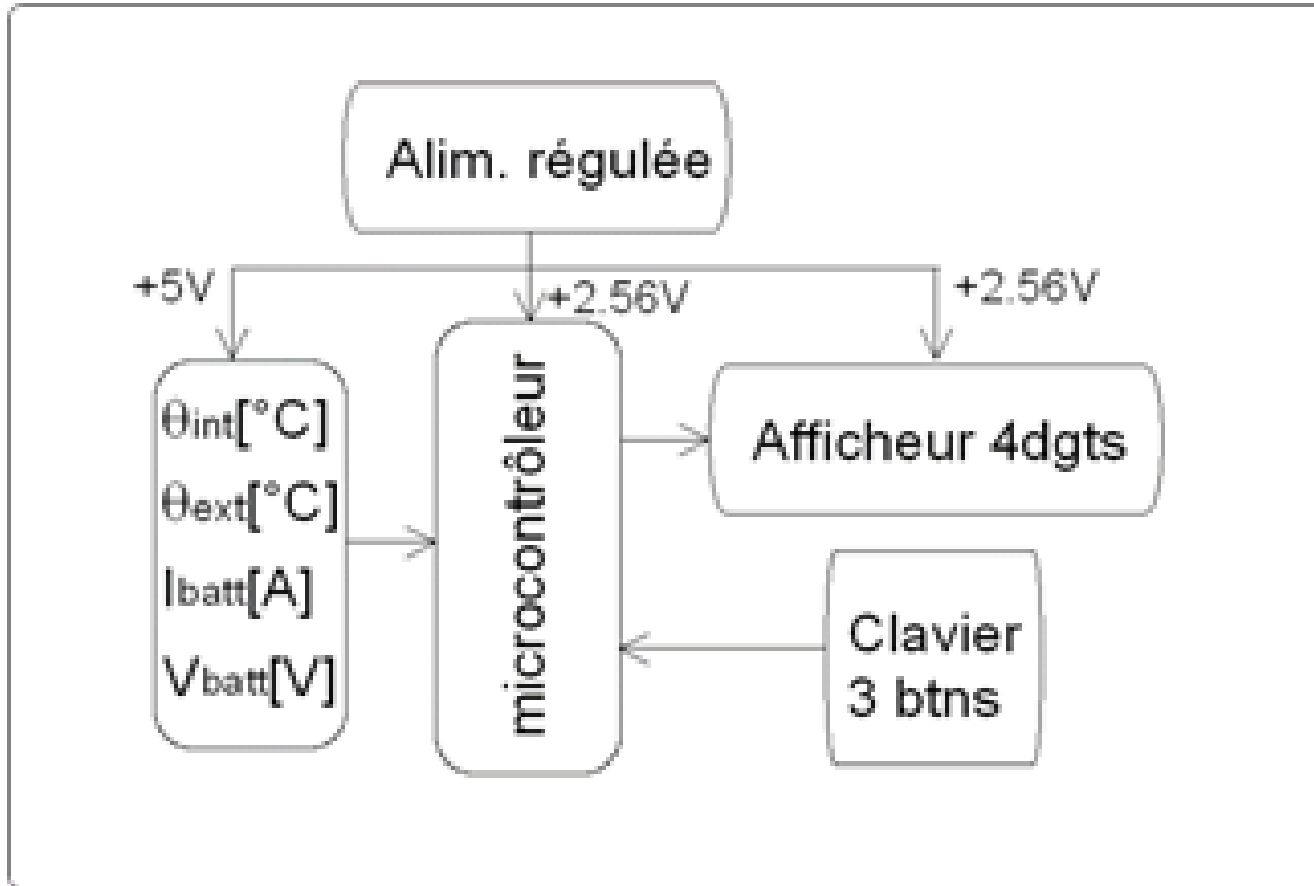 Alim. régulée
+5V
+2.56V
+2.56V
θint[°C]
θext[°C]
Ibatt[A]
Vbatt[V]
microcontrôleur
Afficheur 4dgts
Clavier
3 btns